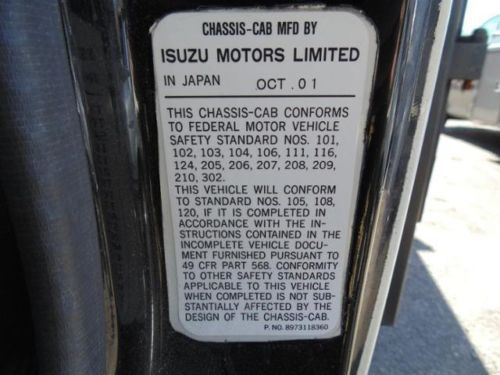 CHASSIS-CAB MFD BY
ISUZU MOTORS LIMITED
IN JAPAN OCT. 01
THIS CHASSIS-CAB CONFORMS
TO FEDERAL MOTOR VEHICLE
SAFETY STANDARD NOS. 101,
102, 103, 104, 106, 111, 116,
124, 205, 206, 207, 208, 209,
210, 302.
THIS VEHICLE WILL CONFORM
TO STANDARD NOS. 105, 108,
120, IF IT IS COMPLETED IN
ACCORDANCE WITH THE IN-
STRUCTIONS CONTAINED IN THE
INCOMPLETE VEHICLE DOCU-
MENT FURNISHED PURSUANT TO
49 CFR PART 568. CONFORMITY
TO OTHER SAFETY STANDARDS
APPLICABLE TO THIS VEHICLE
WHEN COMPLETED IS NOT SUB-
STANTIALLY AFFECTED BY THE
DESIGN OF THE CHASSIS-CAB.
P. NO. 8973118360